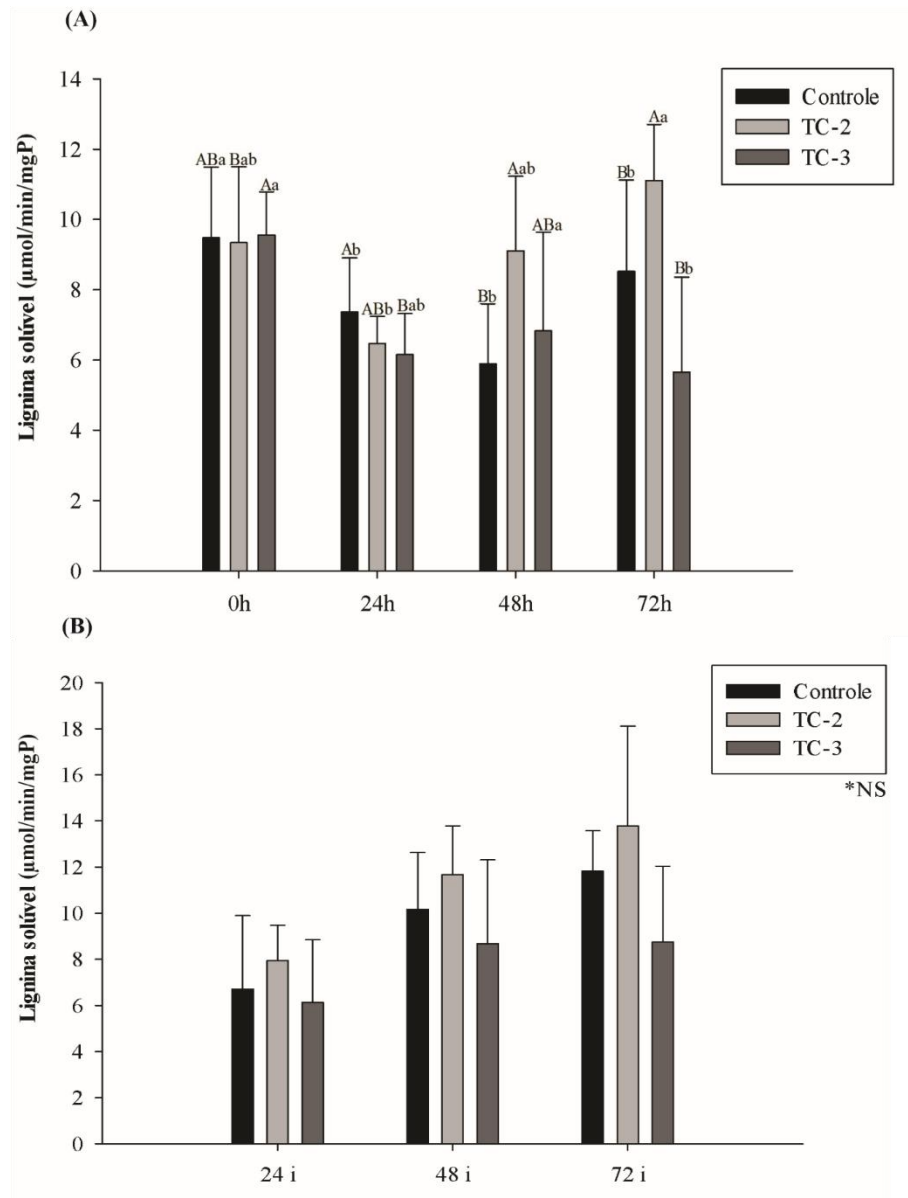 (A)
Lignina solúvel (µmol/min/mgP)
14
12
10
8
6
4
2
0
Controle
TC-2
TC-3
ABa Bab Aa
Ab ABb Bab
Bb Aab ABa
Bb Aa Bb
0h 24h 48h 72h
(B)
Lignina solúvel (µmol/min/mgP)
20
18
16
14
12
10
8
6
4
2
0
Controle
TC-2
TC-3
*NS
24 i 48 i 72 i